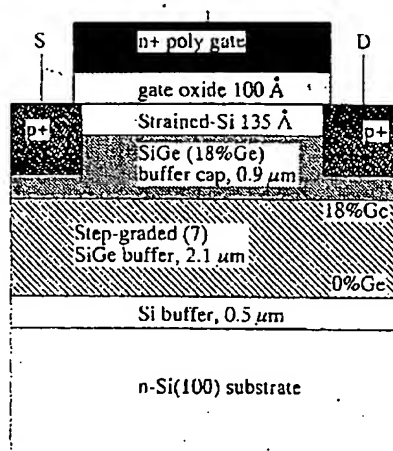 S
D
n+ poly gate
gate oxide 100 Å
p+
Strained-Si 135 Å
p+
SiGe (18%Ge)
buffer cap, 0.9 μm
18%Ge
Step-graded (7)
SiGe buffer, 2.1 μm
0%Ge
Si buffer, 0.5 μm
n-Si(100) substrate